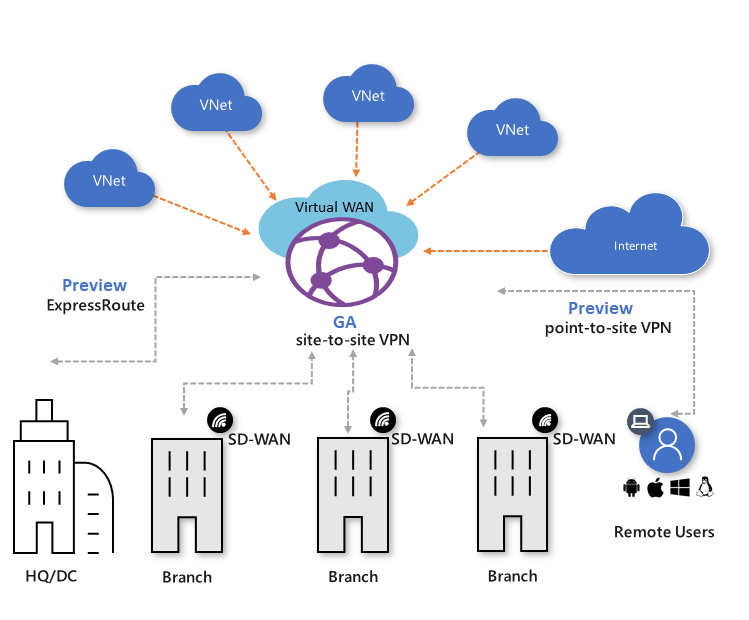 VNet
VNet
VNet
VNet
Virtual WAN
Internet
Preview
ExpressRoute
GA
site-to-site VPN
Preview
point-to-site VPN
SD-WAN
SD-WAN
SD-WAN
HQ/DC
Branch
Branch
Branch
Remote Users